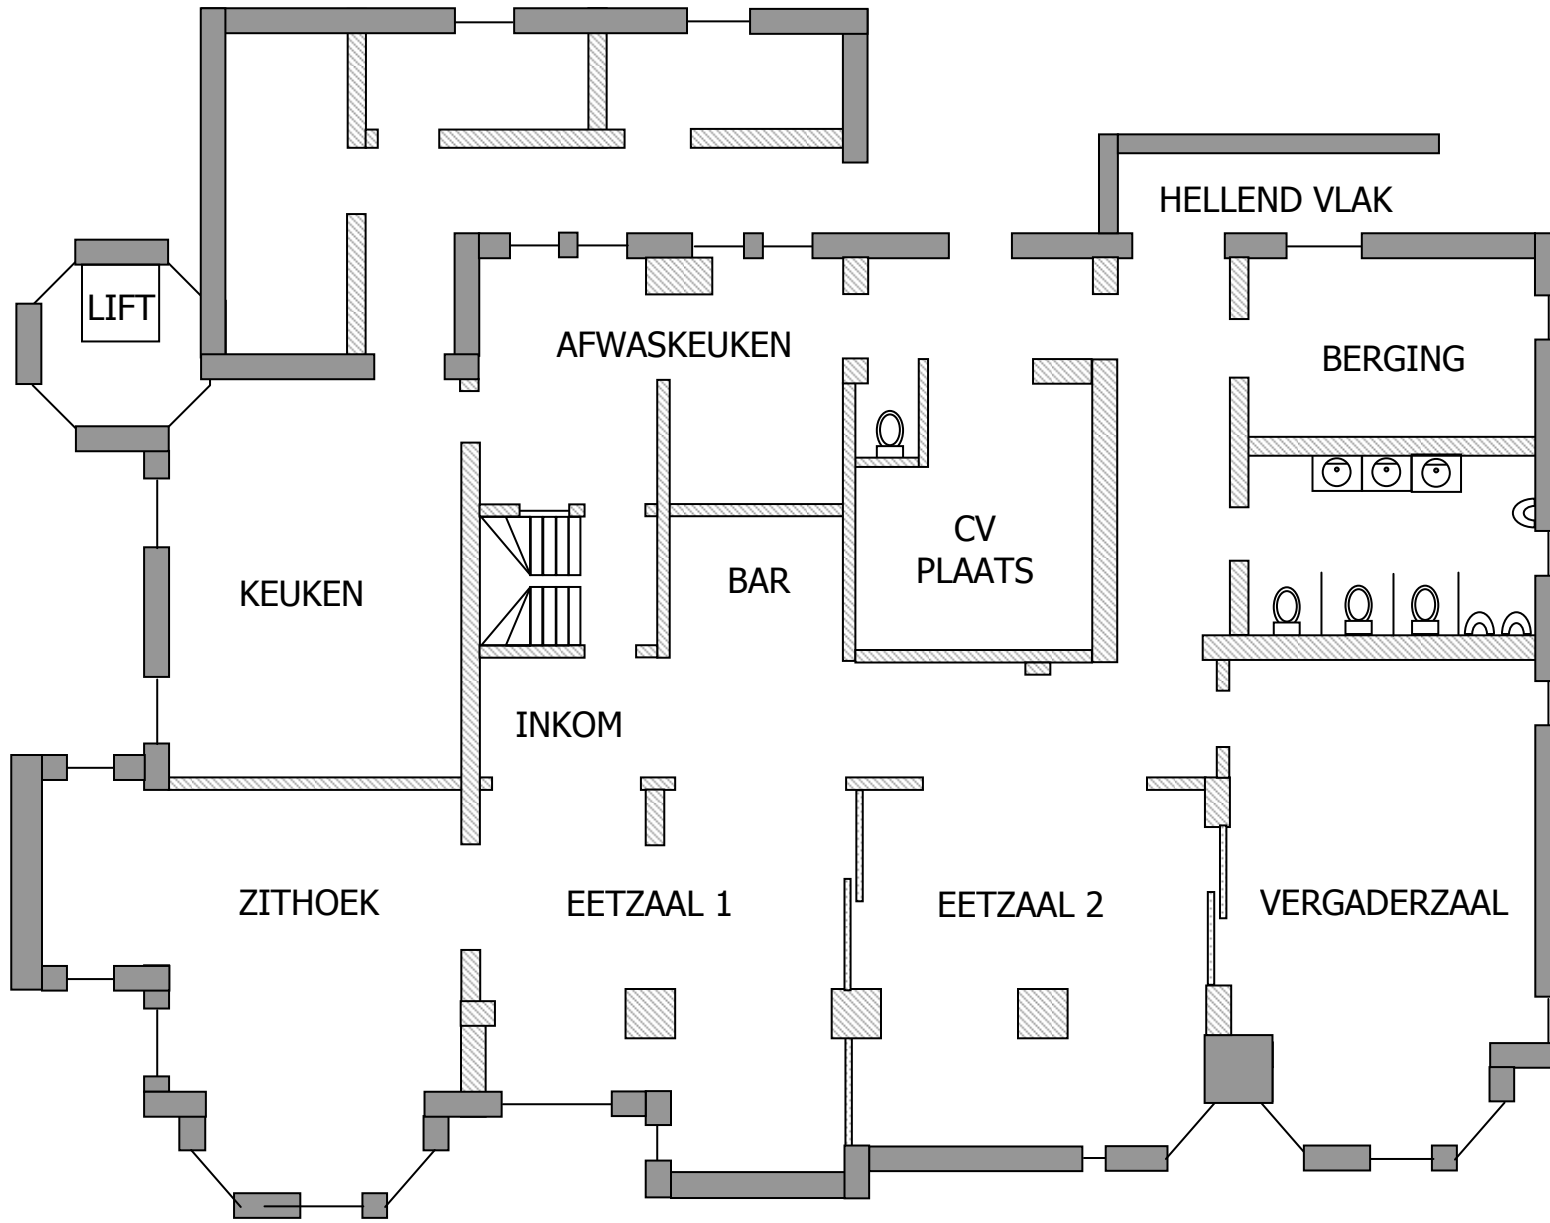 HELLEND VLAK
LIFT
AFWASKEUKEN
BERGING
CV
PLAATS
BAR
KEUKEN
INKOM
ZITHOEK
EETZAAL 1
EETZAAL 2
VERGADERZAAL